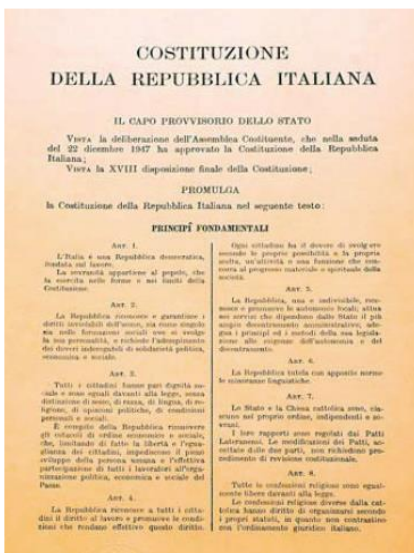 COSTITUZIONE
DELLA REPUBBLICA ITALIANA
IL CAPO PROVVISORIO DELLO STATO
VISTA la deliberazione dell'Assemblea Costituente, che nella seduta
del 22 dicembre 1947 ha approvato la Costituzione della Repubblica
Italiana;
VISTA la XVIII disposizione finale della Costituzione;
PROMULGA
la Costituzione della Repubblica Italiana nel seguente testo:
PRINCIPÎ FONDAMENTALI
ART. 1.
L'Italia è una Repubblica democratica,
fondata sul lavoro.
La sovranità appartiene al popolo, che
la esercita nelle forme e nei limiti della
Costituzione.
ART. 2.
La Repubblica riconosce e garantisce i
diritti inviolabili dell'uomo, sia come singolo
sia nelle formazioni sociali ove si svolge
la sua personalità, e richiede l'adempimento
dei doveri inderogabili di solidarietà politica,
economica e sociale.
ART. 3.
Tutti i cittadini hanno pari dignità so-
ciale e sono eguali davanti alla legge, senza
distinzione di sesso, di razza, di lingua, di re-
ligione, di opinioni politiche, di condizioni
personali e sociali.
È compito della Repubblica rimuovere
gli ostacoli di ordine economico e sociale,
che, limitando di fatto la libertà e l'egua-
glianza dei cittadini, impediscono il pieno
sviluppo della persona umana e l'effettiva
partecipazione di tutti i lavoratori all'orga-
nizzazione politica, economica e sociale del
Paese.
ART. 4.
La Repubblica riconosce a tutti i citta-
dini il diritto al lavoro e promuove le condi-
zioni che rendano effettivo questo diritto.
Ogni cittadino ha il dovere di svolgere
secondo le proprie possibilità e la propria
scelta, un'attività o una funzione che con-
corra al progresso materiale o spirituale della
società.
ART. 5.
La Repubblica, una e indivisibile, rico-
nosce e promuove le autonomie locali; attua
nei servizi che dipendono dallo Stato il più
ampio decentramento amministrativo; ade-
gua i principî ed i metodi della sua legisla-
zione alle esigenze dell'autonomia e del
decentramento.
ART. 6.
La Repubblica tutela con apposite norme
le minoranze linguistiche.
ART. 7.
Lo Stato e la Chiesa cattolica sono, cia-
scuno nel proprio ordine, indipendenti e so-
vrani.
I loro rapporti sono regolati dai Patti
Lateranensi. Le modificazioni dei Patti, ac-
cettate dalle due parti, non richiedono pro-
cedimento di revisione costituzionale.
ART. 8.
Tutte le confessioni religiose sono egual-
mente libere davanti alla legge.
Le confessioni religiose diverse dalla cat-
tolica hanno diritto di organizzarsi secondo
i propri statuti, in quanto non contrastino
con l'ordinamento giuridico italiano.